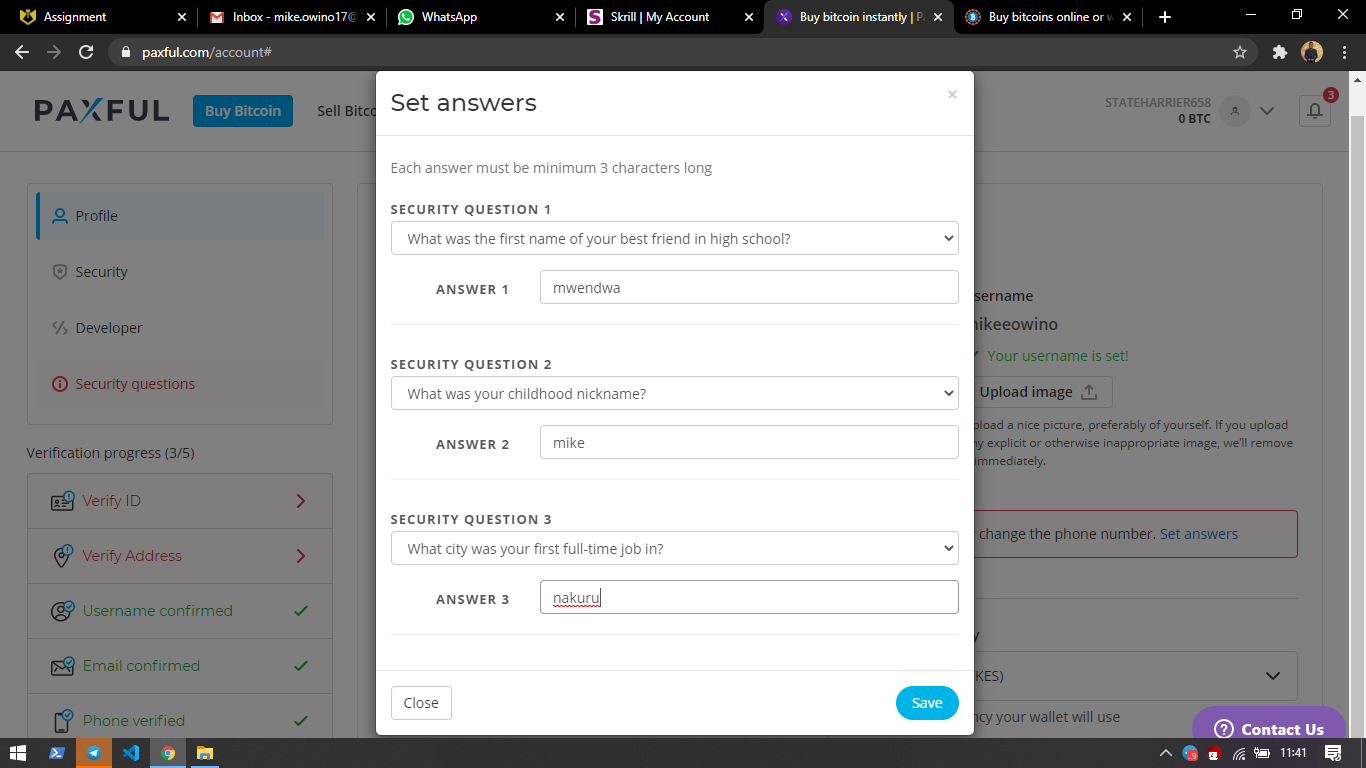 Assignment
Inbox - mike.owino17@
WhatsApp
Skrill | My Account
Buy bitcoin instantly | P
Buy bitcoins online or w
paxful.com/account#
PAXFUL
Buy Bitcoin
Sell Bitco
STATEHARRIER658
0 BTC
3
Set answers
×
Each answer must be minimum 3 characters long
SECURITY QUESTION 1
What was the first name of your best friend in high school?
ANSWER 1
mwendwa
SECURITY QUESTION 2
What was your childhood nickname?
ANSWER 2
mike
SECURITY QUESTION 3
What city was your first full-time job in?
ANSWER 3
nakuru
Close
Save
Profile
Security
Developer
Security questions
Verification progress (3/5)
Verify ID
Verify Address
Username confirmed
Email confirmed
Phone verified
sername
ikeeowino
Your username is set!
Upload image
pload a nice picture, preferably of yourself. If you upload
ny explicit or otherwise inappropriate image, we'll remove
immediately.
change the phone number. Set answers
y
KES)
ncy your wallet will use
Contact Us
11:41